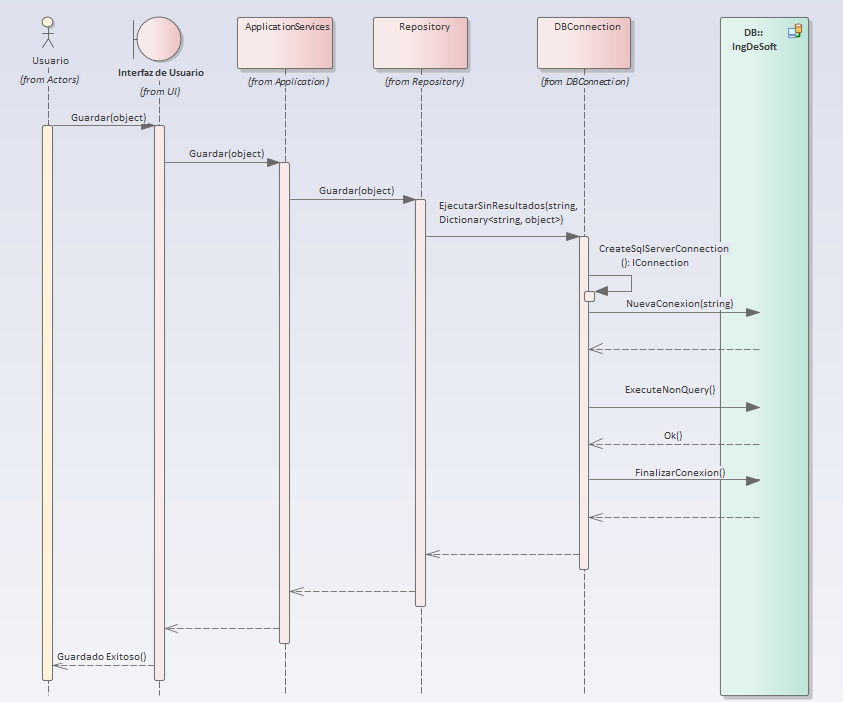 ApplicationServices
Repository
DBConnection
DB::
IngDeSoft
Usuario
(from Actors)
Interfaz de Usuario
(from UI)
(from Application)
(from Repository)
(from DBConnection)
Guardar(object)
Guardar(object)
Guardar(object)
EjecutarSinResultados(string,
Dictionary<string, object>)
CreateSqlServerConnection
(): IConnection
NuevaConexion(string)
ExecuteNonQuery()
Ok()
FinalizarConexion()
Guardado Exitoso()